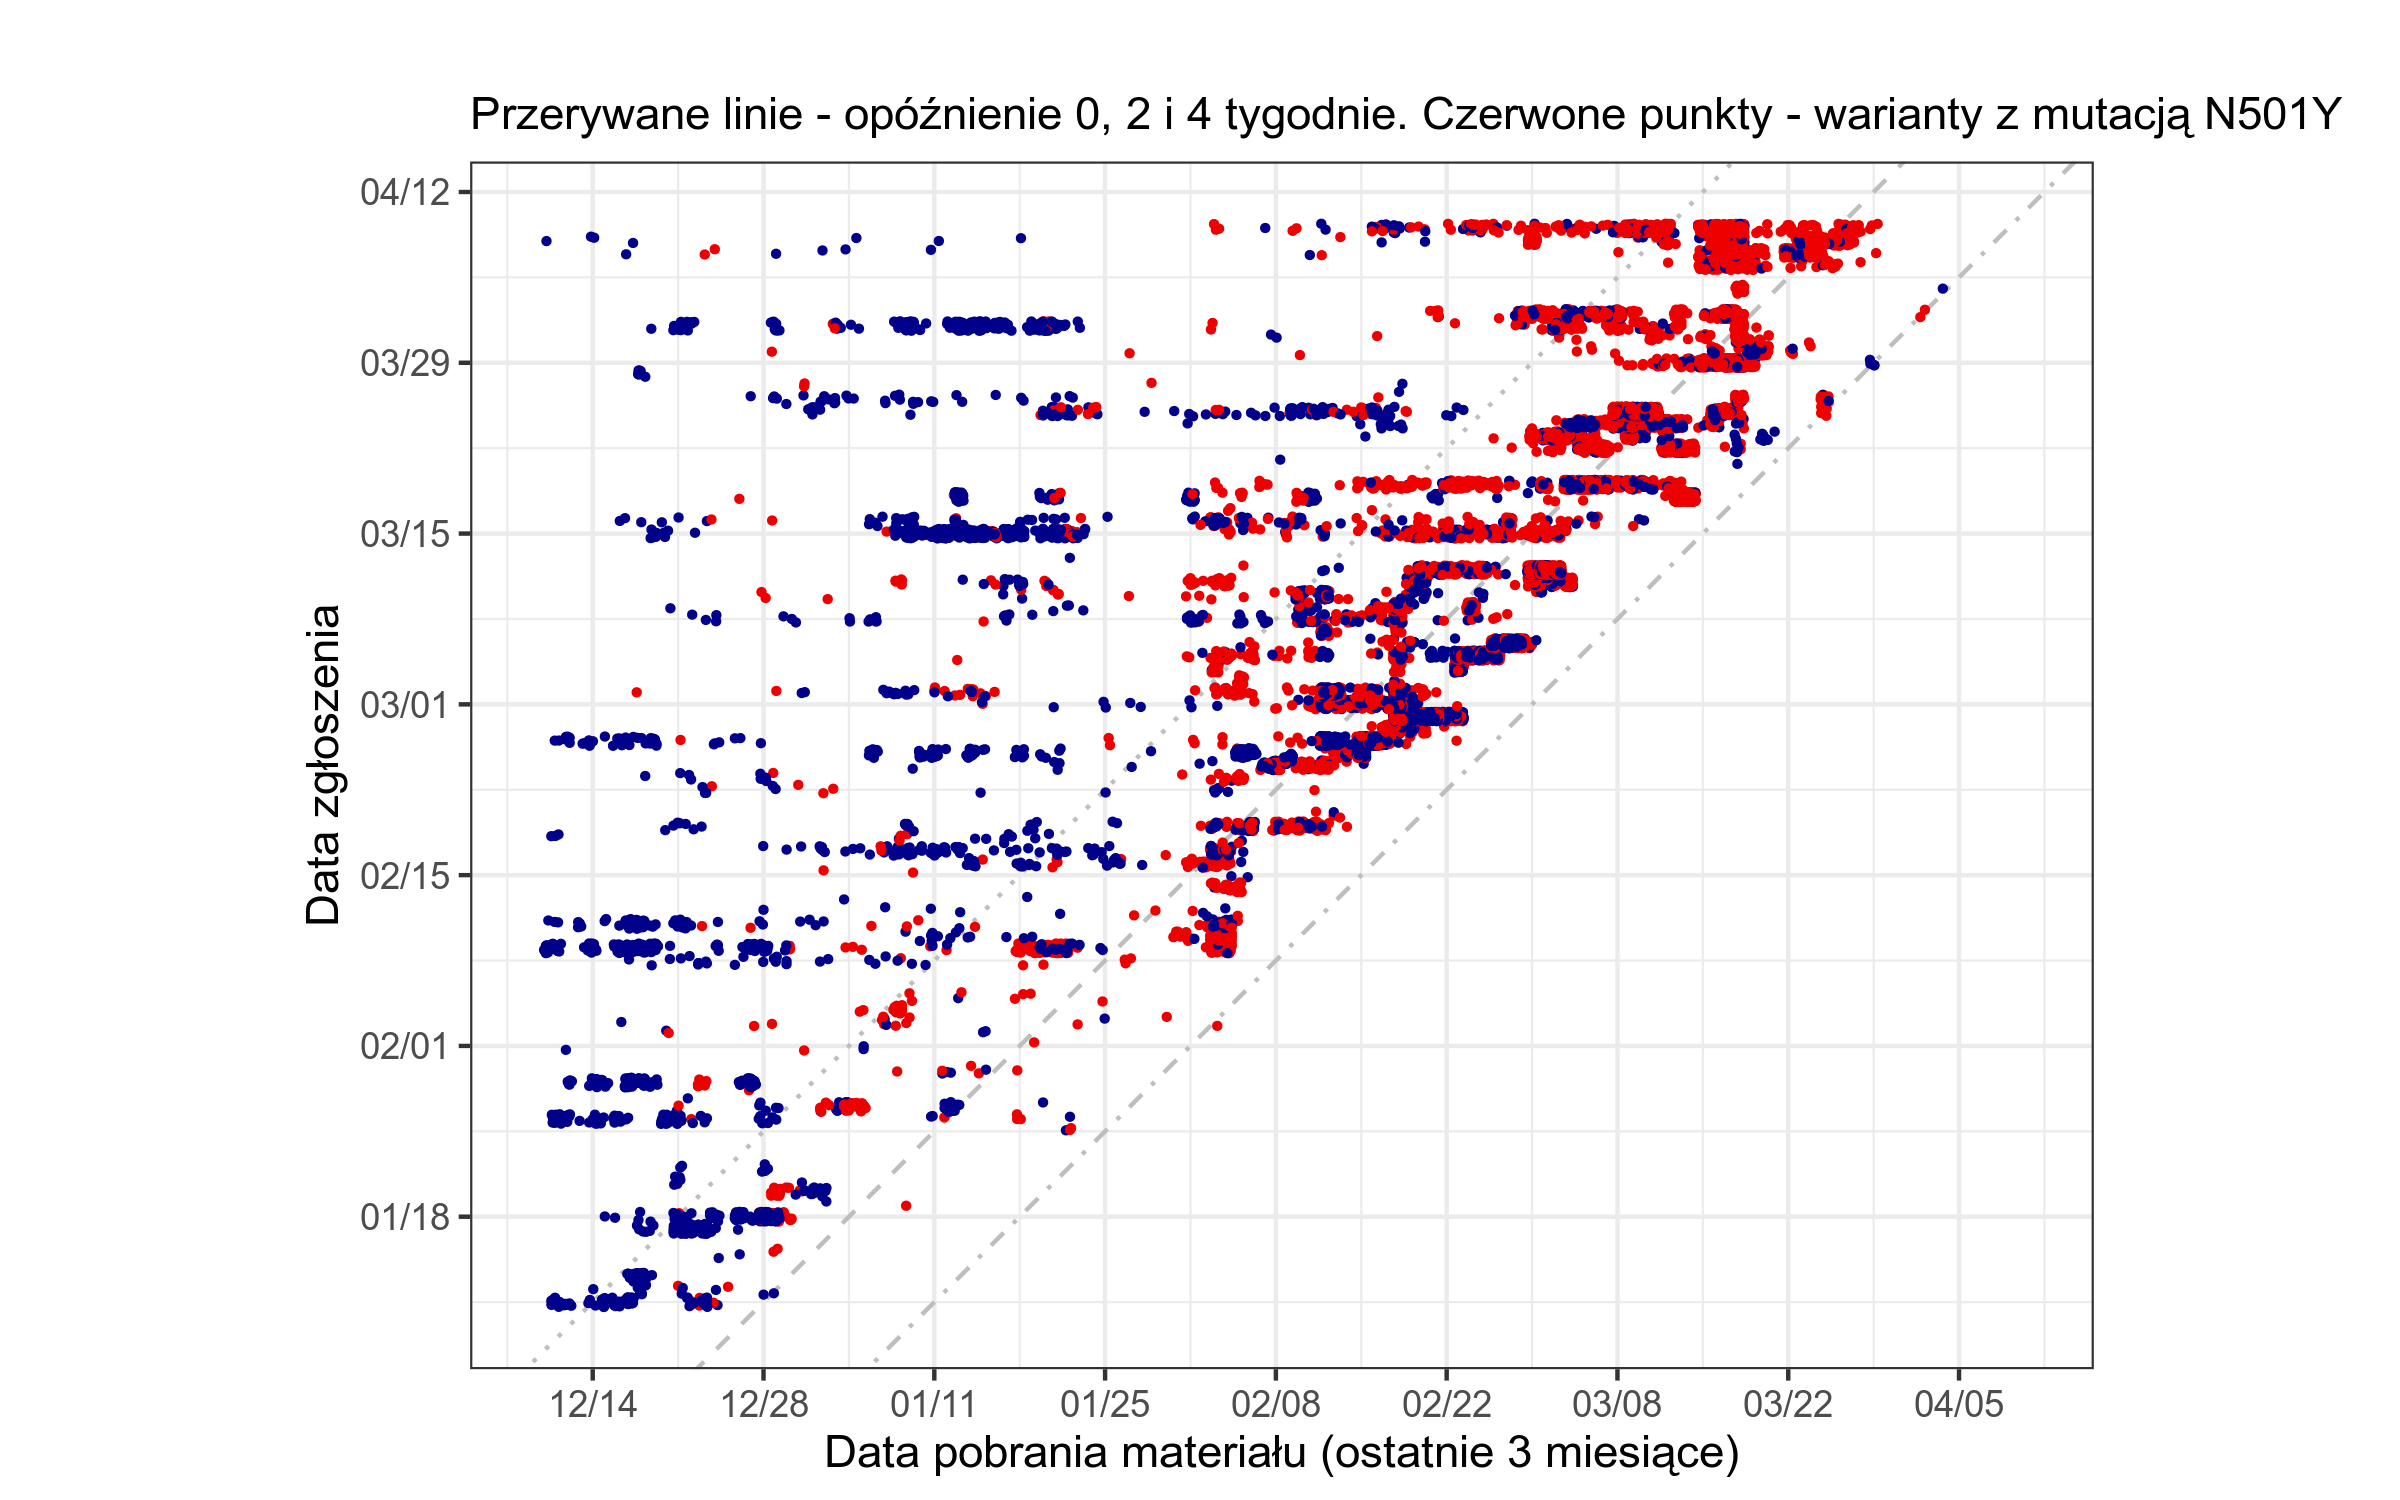 Przerywane linie - opóźnienie 0, 2 i 4 tygodnie. Czerwone punkty - warianty z mutacją N501Y
Data zgłoszenia
04/12
03/29
03/15
03/01
02/15
02/01
01/18
12/14 12/28 01/11 01/25 02/08 02/22 03/08 03/22 04/05
Data pobrania materiału (ostatnie 3 miesiące)